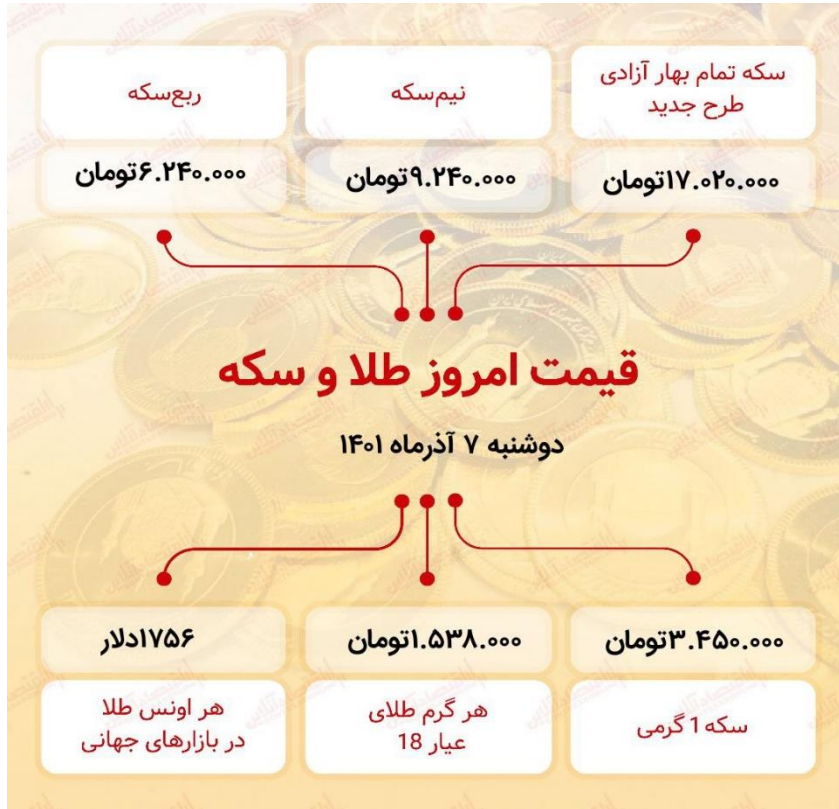 سکه تمام بهار آزادی
طرح جدید
نیم‌سکه
ربع‌سکه
۱۷.۰۲۰.۰۰۰تومان
۹.۲۴۰.۰۰۰تومان
۶.۲۴۰.۰۰۰تومان
قیمت امروز طلا و سکه
دوشنبه ۷ آذرماه ۱۴۰۱
۳.۴۵۰.۰۰۰تومان
۱.۵۳۸.۰۰۰تومان
۱۷۵۶دلار
سکه 1 گرمی
هر گرم طلای
عیار 18
هر اونس طلا
در بازارهای جهانی